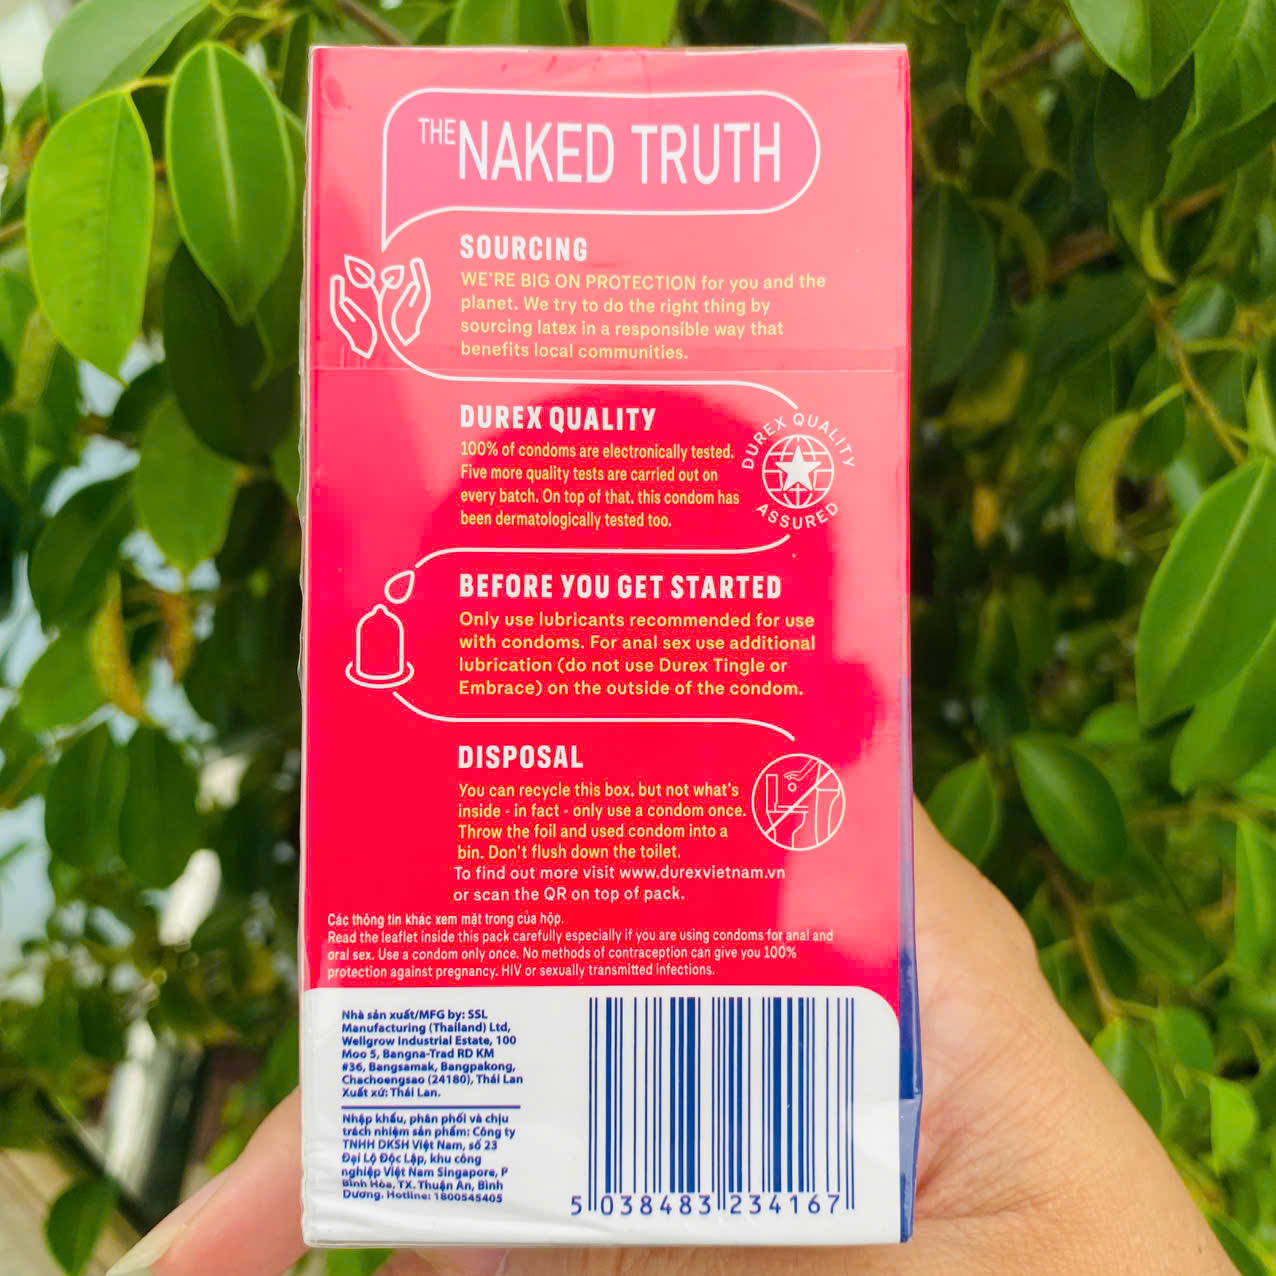 THE NAKED TRUTH
SOURCING
WE'RE BIG ON PROTECTION for you and the
planet. We try to do the right thing by
sourcing latex in a responsible way that
benefits local communities.
DUREX QUALITY
100% of condoms are electronically tested.
Five more quality tests are carried out on
every batch. On top of that, this condom has
been dermatologically tested too.
DUREX QUALITY
ASSURED
BEFORE YOU GET STARTED
Only use lubricants recommended for use
with condoms. For anal sex use additional
lubrication (do not use Durex Tingle or
Embrace) on the outside of the condom.
DISPOSAL
You can recycle this box, but not what's
inside - in fact - only use a condom once.
Throw the foil and used condom into a
bin. Don't flush down the toilet.
To find out more visit www.durexvietnam.vn
or scan the QR on top of pack.
Các thông tin khác xem mặt trong của hộp.
Read the leaflet inside this pack carefully especially if you are using condoms for anal and
oral sex. Use a condom only once. No methods of contraception can give you 100%
protection against pregnancy. HIV or sexually transmitted infections.
Nhà sản xuất/MFG by: SSL
Manufacturing (Thailand) Ltd,
Wellgrow Industrial Estate, 100
Moo 5, Bangna-Trad RD KM
#36, Bangsamak, Bangpakong,
Chachoengsao (24180), Thái Lan
Xuất xứ: Thái Lan.
Nhập khẩu, phân phối và chịu
trách nhiệm sản phẩm: Công ty
TNHH DKSH Việt Nam, số 23
Đại Lộ Độc Lập, khu công
nghiệp Việt Nam Singapore, P
Bình Hòa, TX. Thuận An, Bình
Dương. Hotline: 1800545405
5 038483 234167